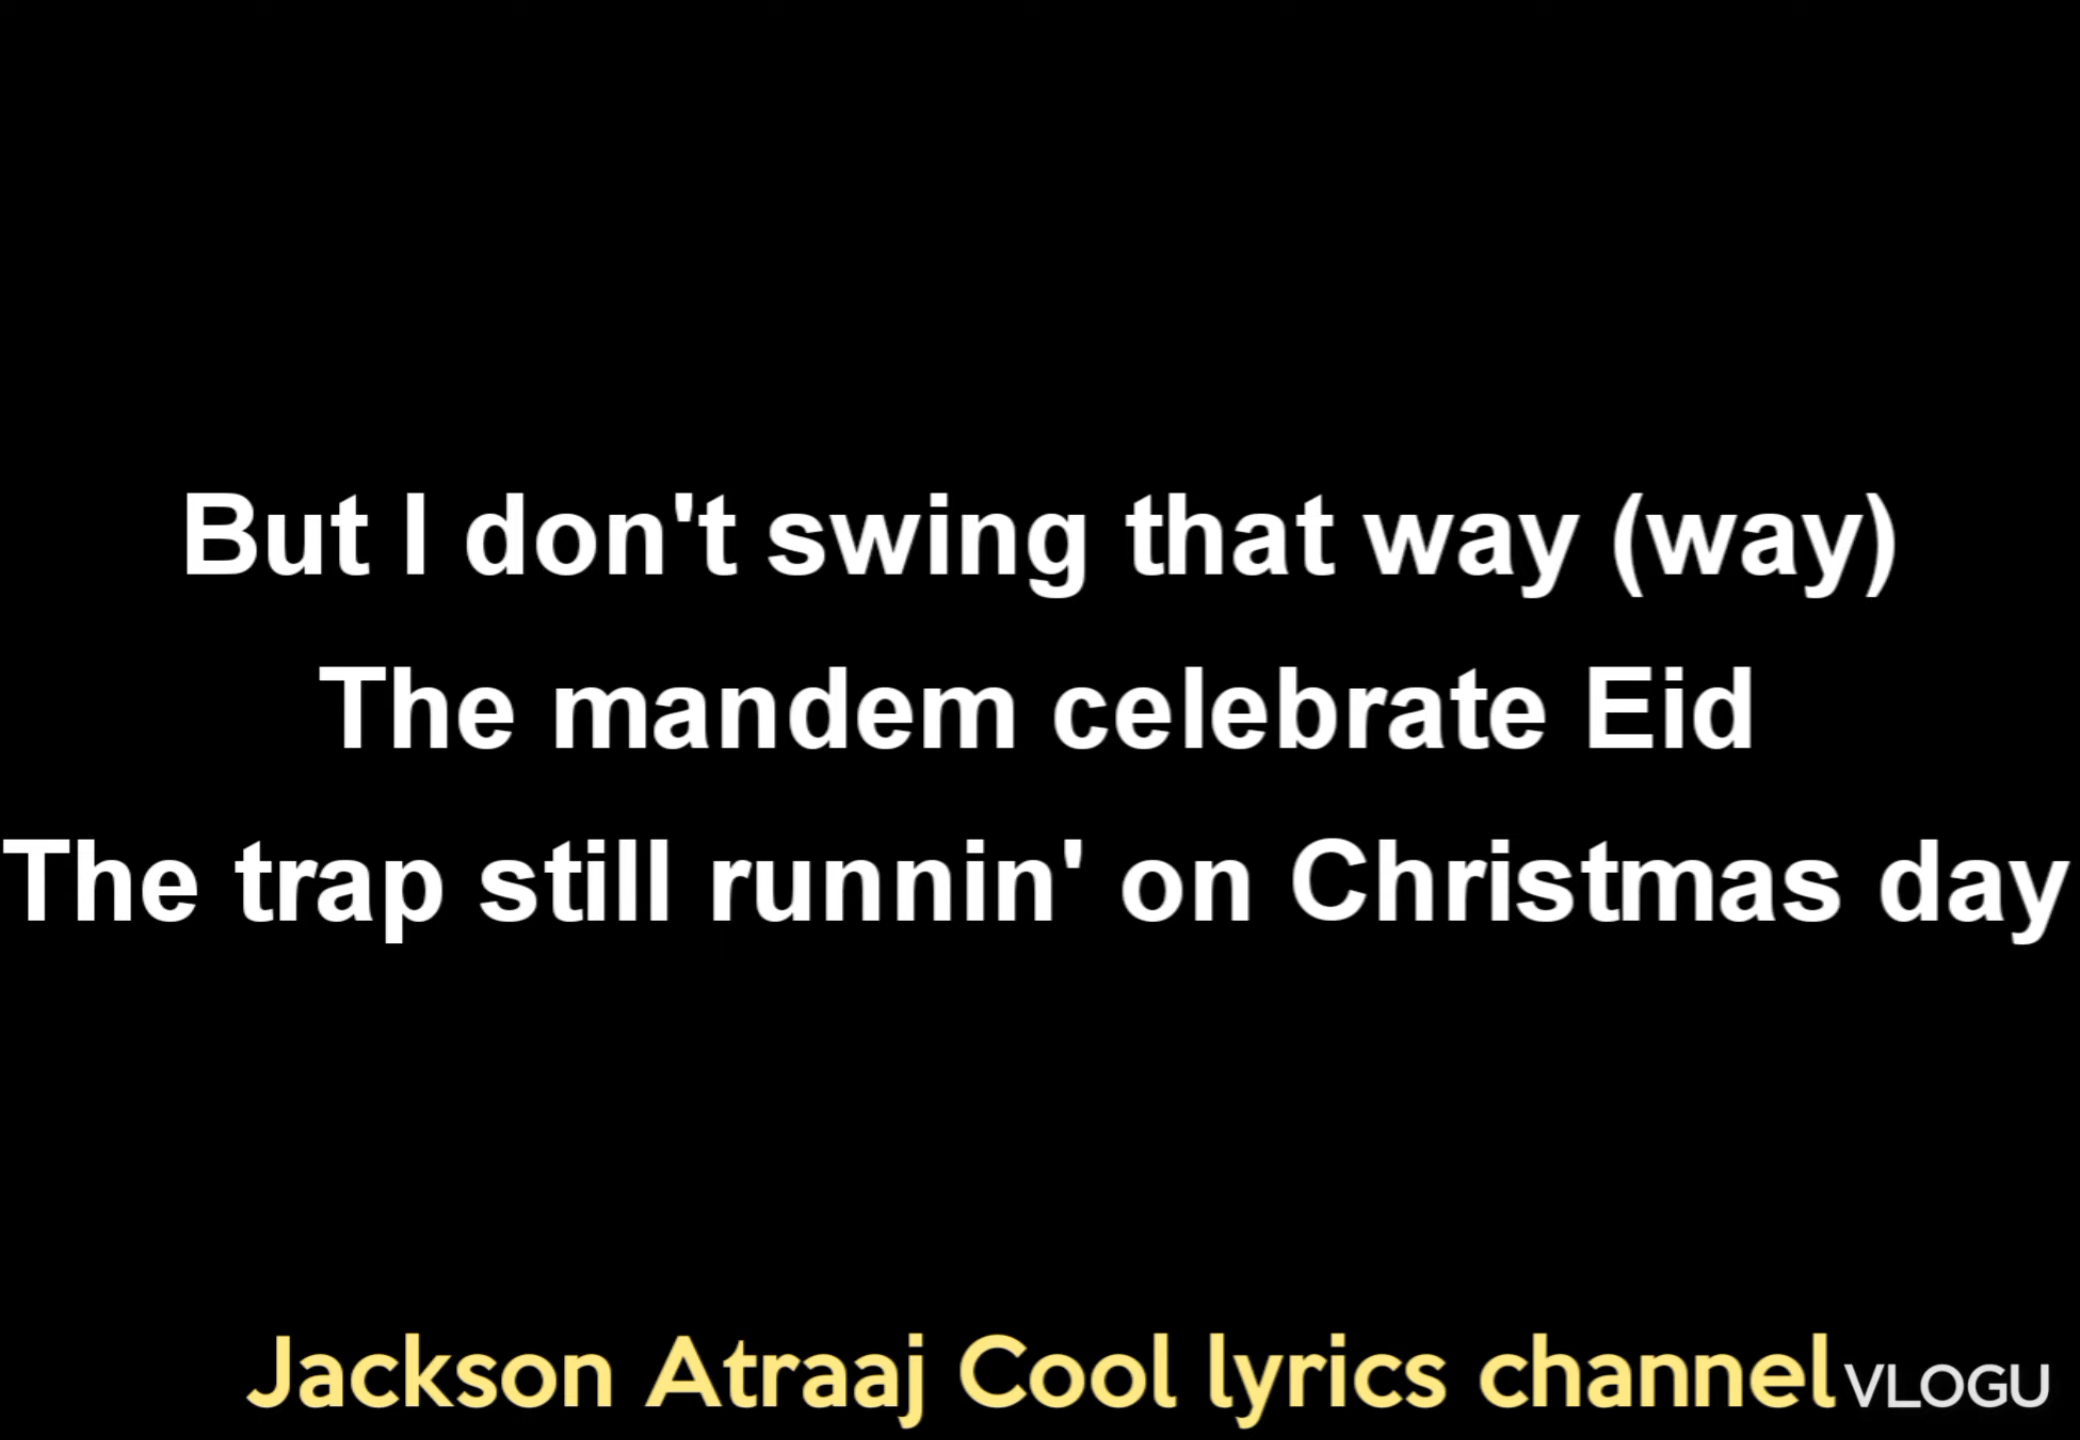 But I don't swing that way (way)
The mandem celebrate Eid
The trap still runnin' on Christmas day
Jackson Atraaj Cool lyrics channel VLOGU